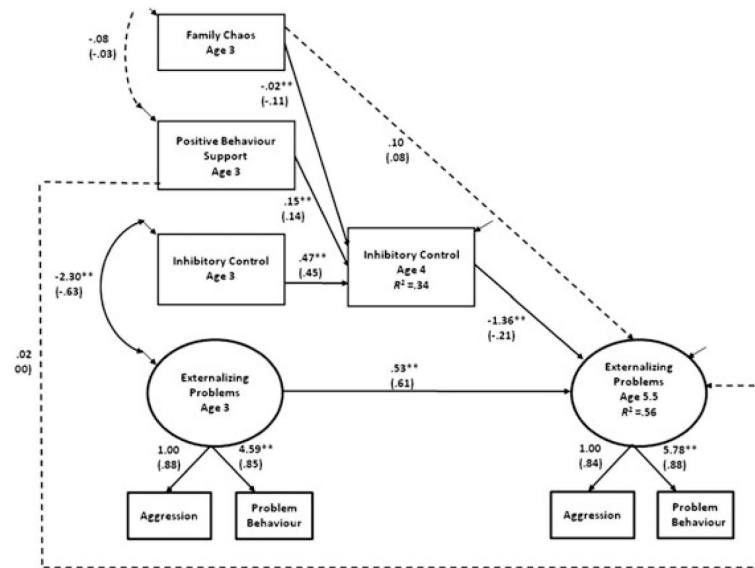 -.08
(-.03)
Family Chaos
Age 3
-.02**
(-.11)
Positive Behaviour
Support
Age 3
.10
(.08)
.15**
(.14)
Inhibitory Control
Age 3
.47**
(.45)
Inhibitory Control
Age 4
R² =.34
-2.30**
(-.63)
-1.36**
(-.21)
.02
00)
Externalizing
Problems
Age 3
.53**
(.61)
Externalizing
Problems
Age 5.5
R² =.56
1.00
(.88)
4.59**
(.85)
1.00
(.84)
5.78**
(.88)
Aggression
Problem
Behaviour
Aggression
Problem
Behaviour